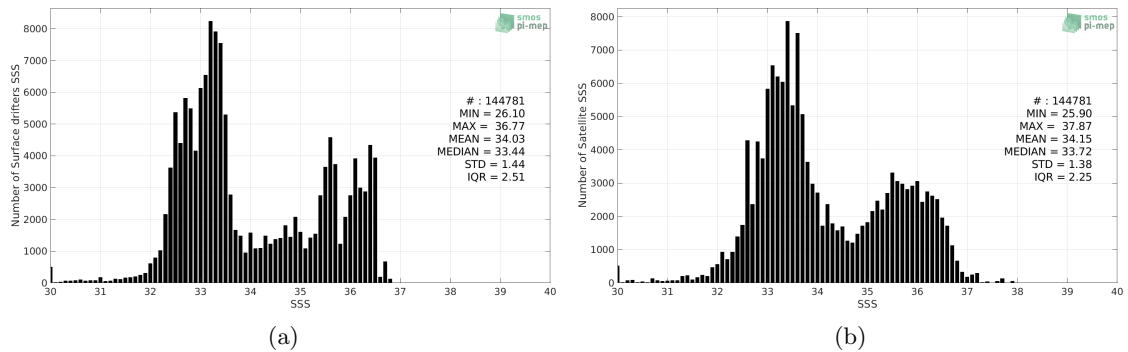 smos
pi-mep
Number of Surface drifters SSS
8000
7000
6000
5000
4000
3000
2000
1000
0
# : 144781
MIN = 26.10
MAX = 36.77
MEAN = 34.03
MEDIAN = 33.44
STD = 1.44
IQR = 2.51
30 31 32 33 34 35 36 37 38 39 40
SSS
(a)
smos
pi-mep
Number of Satellite SSS
8000
7000
6000
5000
4000
3000
2000
1000
0
# : 144781
MIN = 25.90
MAX = 37.87
MEAN = 34.15
MEDIAN = 33.72
STD = 1.38
IQR = 2.25
30 31 32 33 34 35 36 37 38 39 40
SSS
(b)